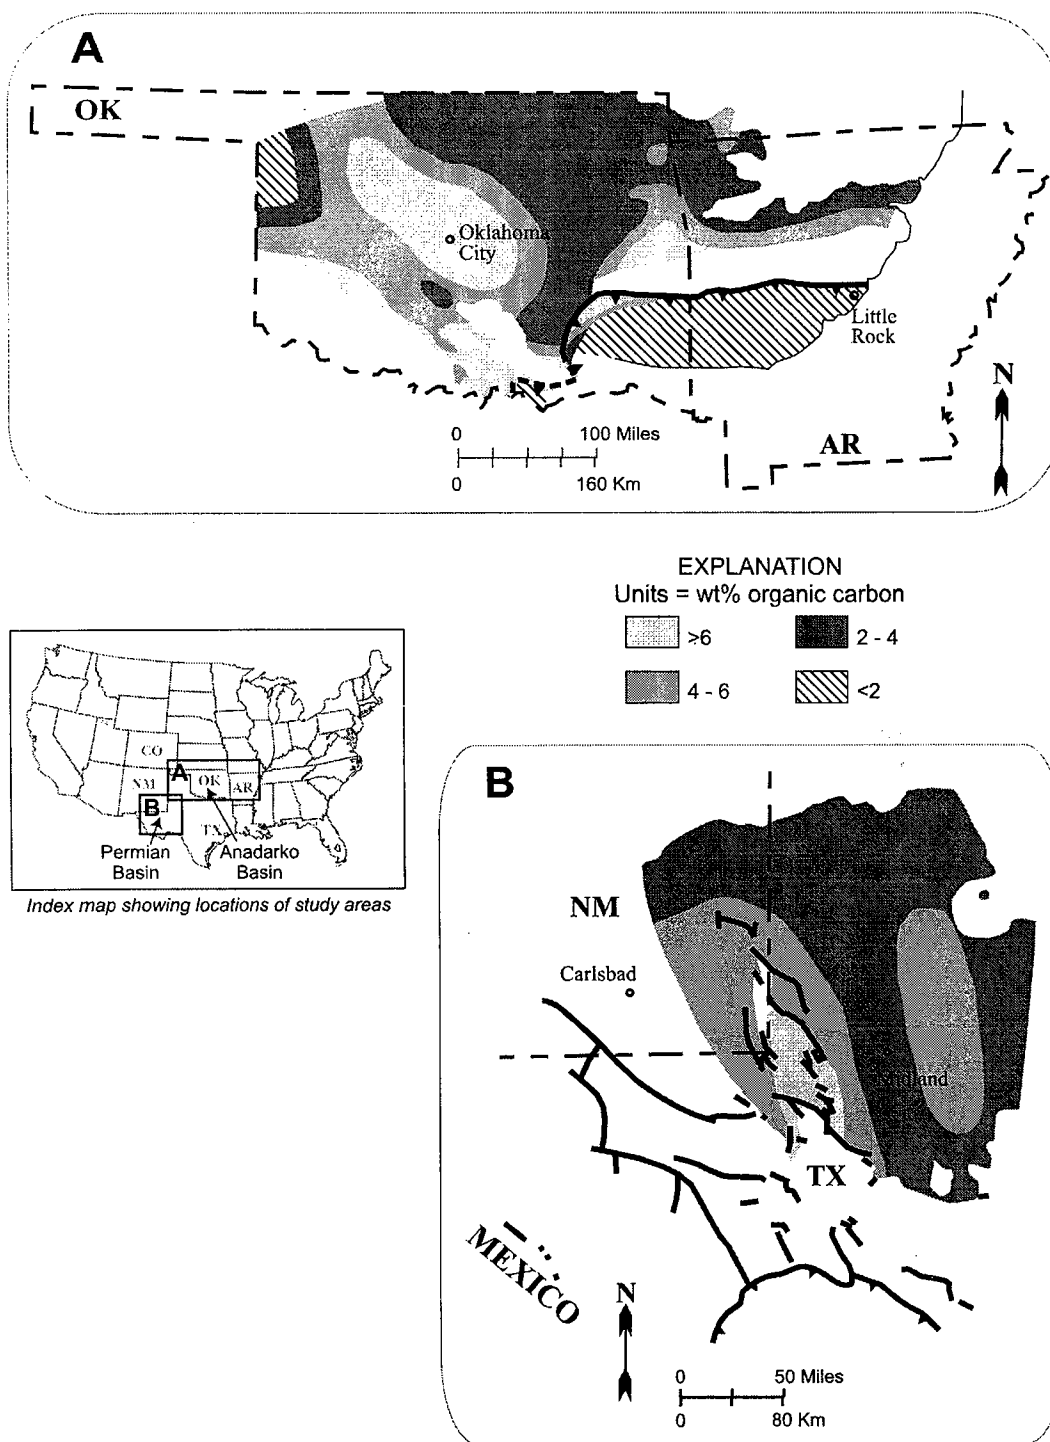 A
OK
Oklahoma
City
Little
Rock
N
0 100 Miles
0 160 Km
AR
EXPLANATION
Units = wt% organic carbon
>6
2 - 4
4 - 6
<2
CO
A
OK
NM
AR
B
TX
Permian
Basin
Anadarko
Basin
Index map showing locations of study areas
B
NM
Carlsbad
TX
MEXICO
N
0 50 Miles
0 80 Km